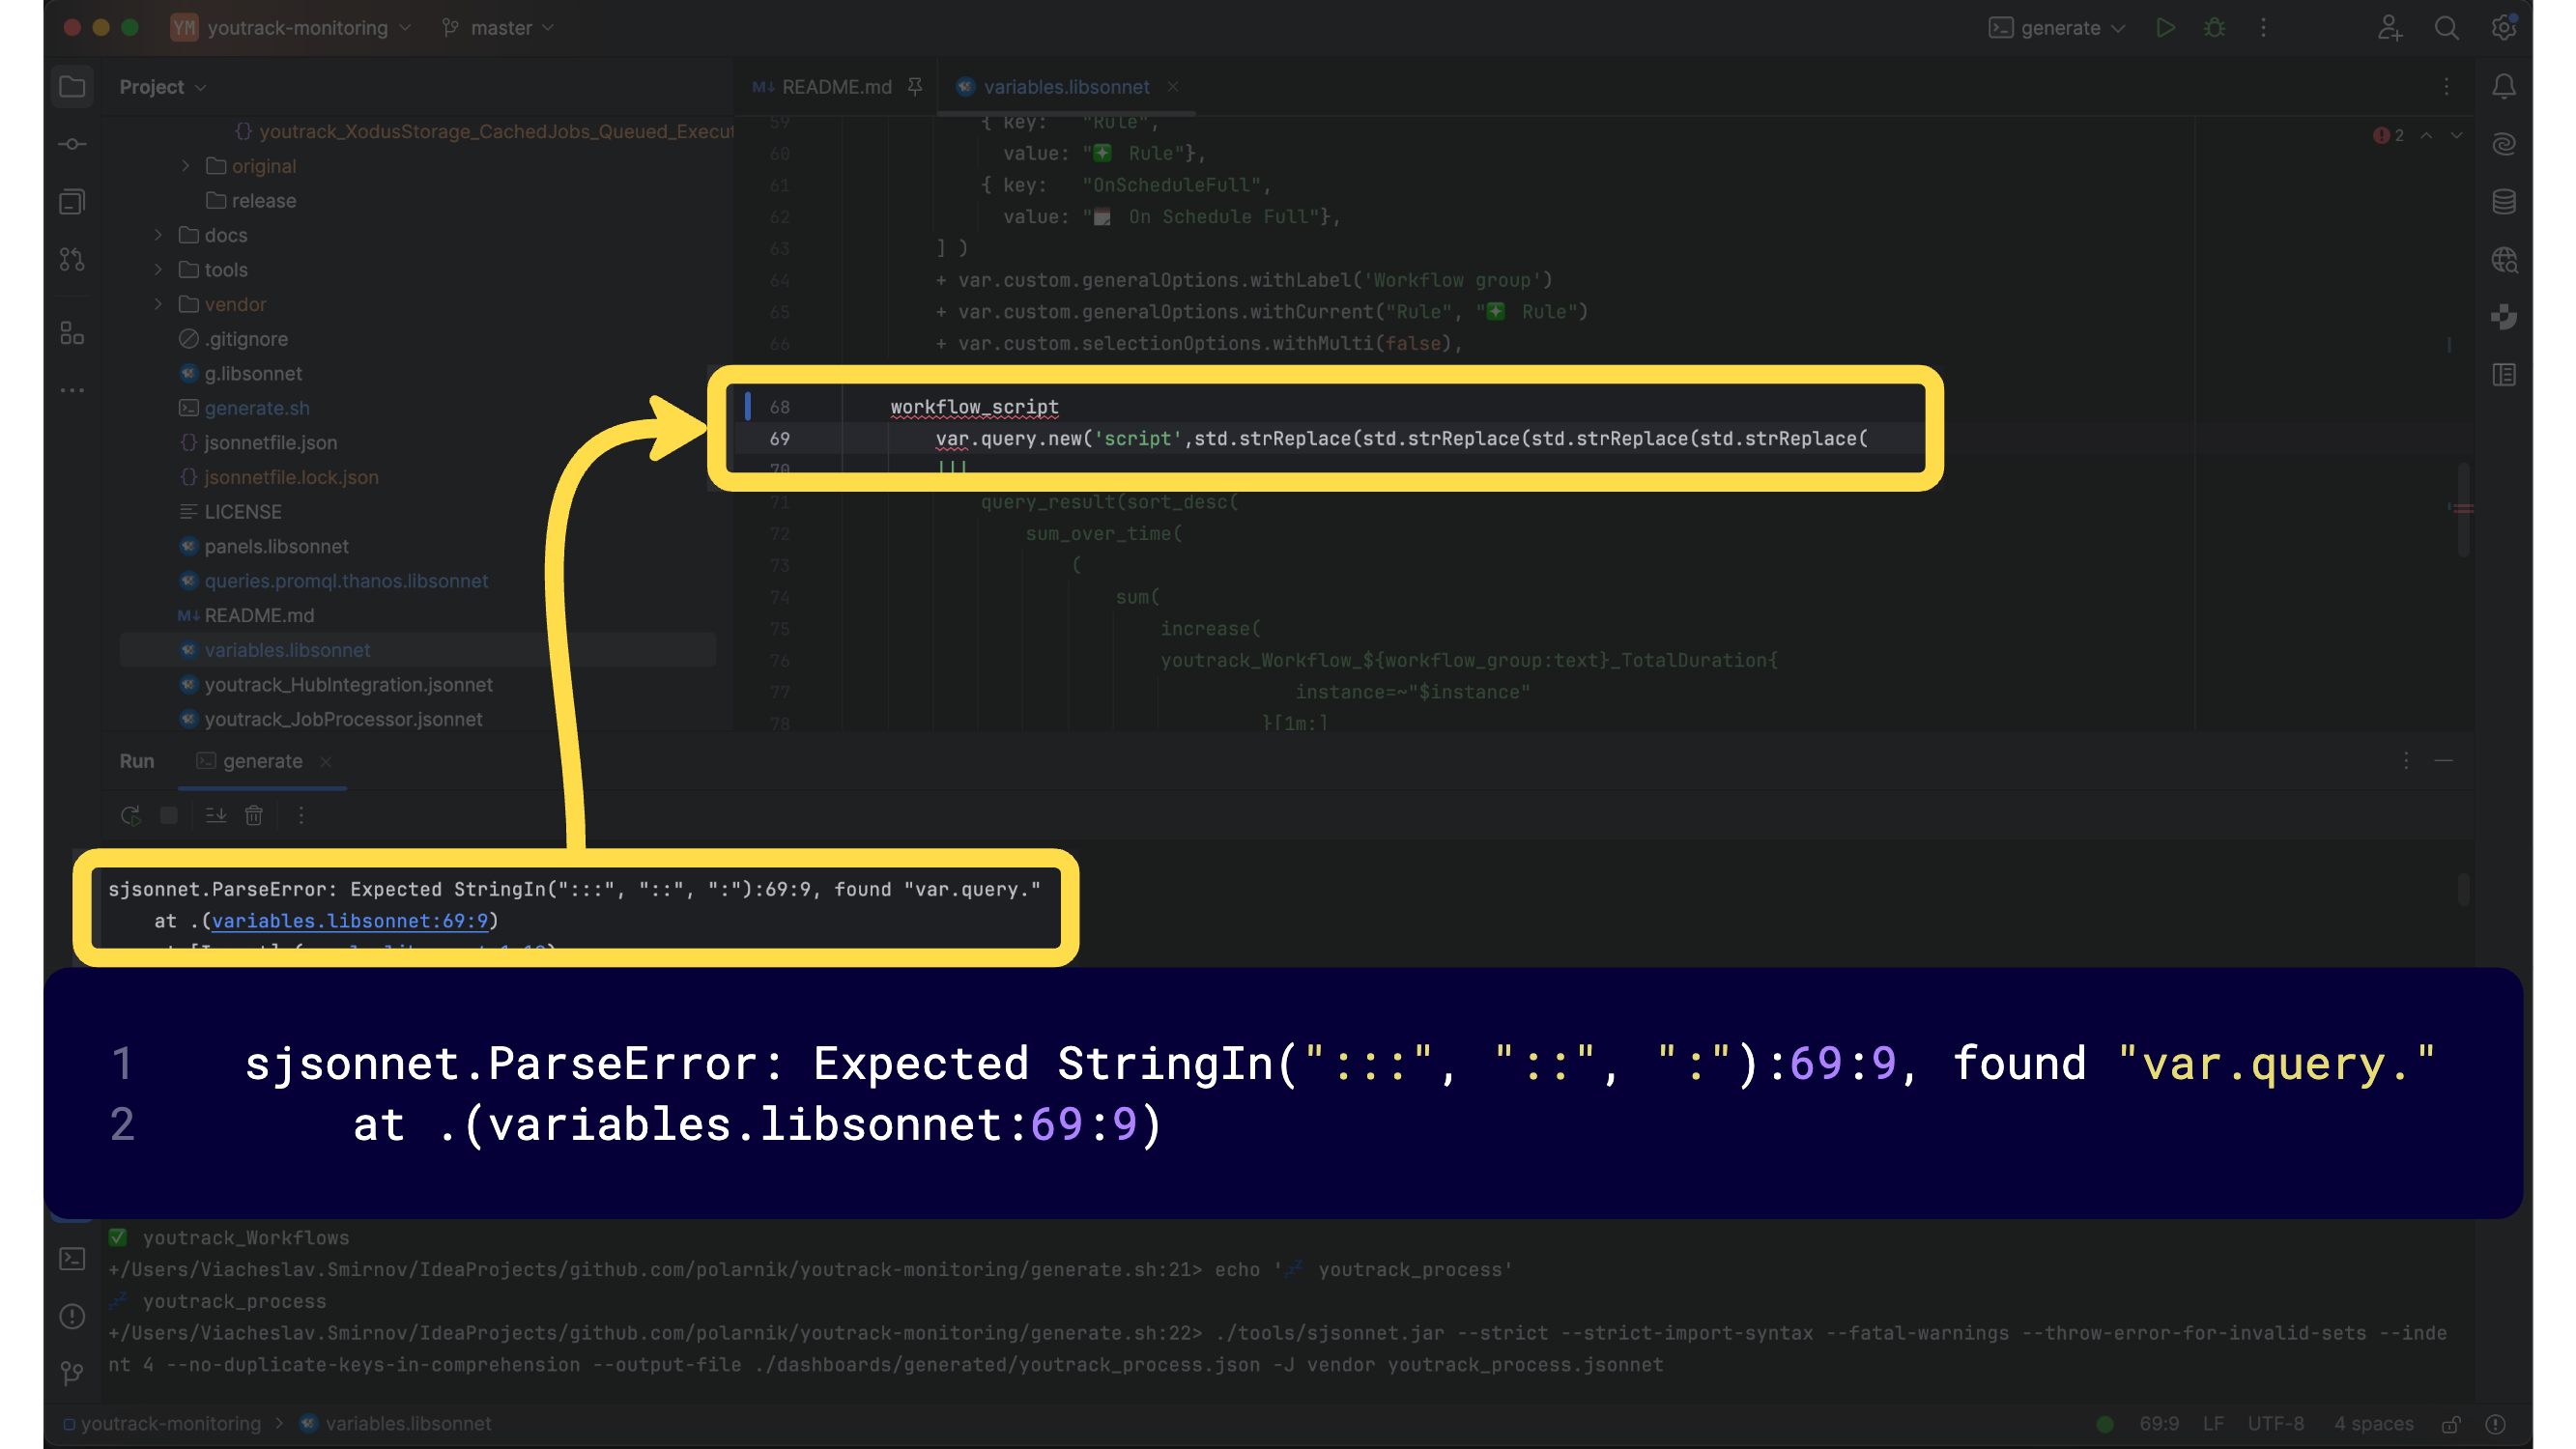 YM youtrack-monitoring master generate
Project
README.md variables.libsonnet
youtrack_XodusStorage_CachedJobs_Queued_Execut
original
release
docs
tools
vendor
.gitignore
g.libsonnet
generate.sh
jsonnetfile.json
jsonnetfile.lock.json
LICENSE
panels.libsonnet
queries.promql.thanos.libsonnet
README.md
variables.libsonnet
youtrack_HubIntegration.jsonnet
youtrack_JobProcessor.jsonnet
2
59 { key: "Rule",
60 value: "❇️ Rule"},
61 { key: "OnScheduleFull",
62 value: "🗓 On Schedule Full"},
63 ] )
64 + var.custom.generalOptions.withLabel('Workflow group')
65 + var.custom.generalOptions.withCurrent("Rule", "❇️ Rule")
66 + var.custom.selectionOptions.withMulti(false),
68 workflow_script
69 var.query.new('script',std.strReplace(std.strReplace(std.strReplace(std.strReplace(
70 |||
71 query_result(sort_desc(
72 sum_over_time(
73 (
74 sum(
75 increase(
76 youtrack_Workflow_${workflow_group:text}_TotalDuration{
77 instance=~"$instance"
78 }[1m:]
Run generate
sjsonnet.ParseError: Expected StringIn(":::", "::", ":"):69:9, found "var.query."
at .(variables.libsonnet:69:9)
1 sjsonnet.ParseError: Expected StringIn(":::", "::", ":"):69:9, found "var.query."
2 at .(variables.libsonnet:69:9)
✅ youtrack_Workflows
+/Users/Viacheslav.Smirnov/IdeaProjects/github.com/polarnik/youtrack-monitoring/generate.sh:21> echo '💤 youtrack_process'
💤 youtrack_process
+/Users/Viacheslav.Smirnov/IdeaProjects/github.com/polarnik/youtrack-monitoring/generate.sh:22> ./tools/sjsonnet.jar --strict --strict-import-syntax --fatal-warnings --throw-error-for-invalid-sets --inde
nt 4 --no-duplicate-keys-in-comprehension --output-file ./dashboards/generated/youtrack_process.json -J vendor youtrack_process.jsonnet
youtrack-monitoring > variables.libsonnet 69:9 LF UTF-8 4 spaces